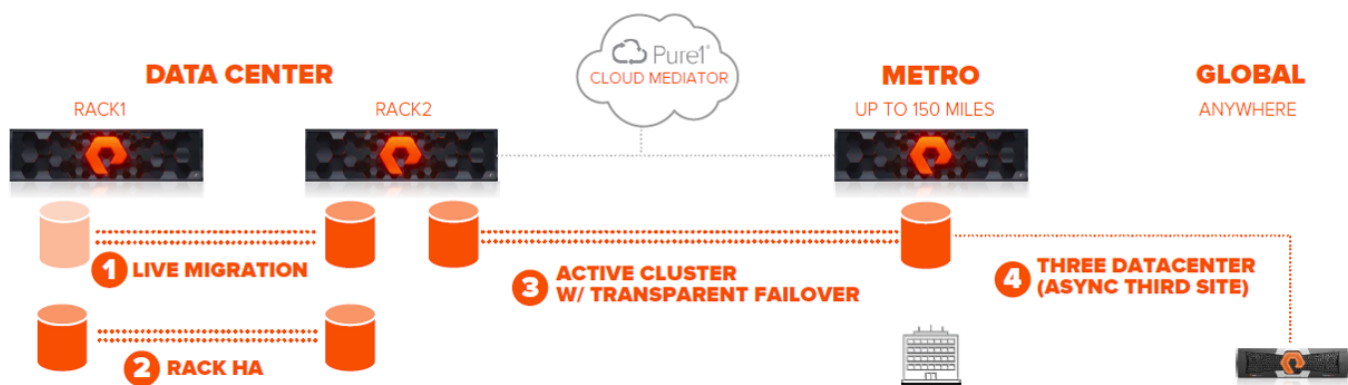 Pure1®
CLOUD MEDIATOR
DATA CENTER
METRO
GLOBAL
RACK1
RACK2
UP TO 150 MILES
ANYWHERE
1 LIVE MIGRATION
3 ACTIVE CLUSTER
W/ TRANSPARENT FAILOVER
4 THREE DATACENTER
(ASYNC THIRD SITE)
2 RACK HA